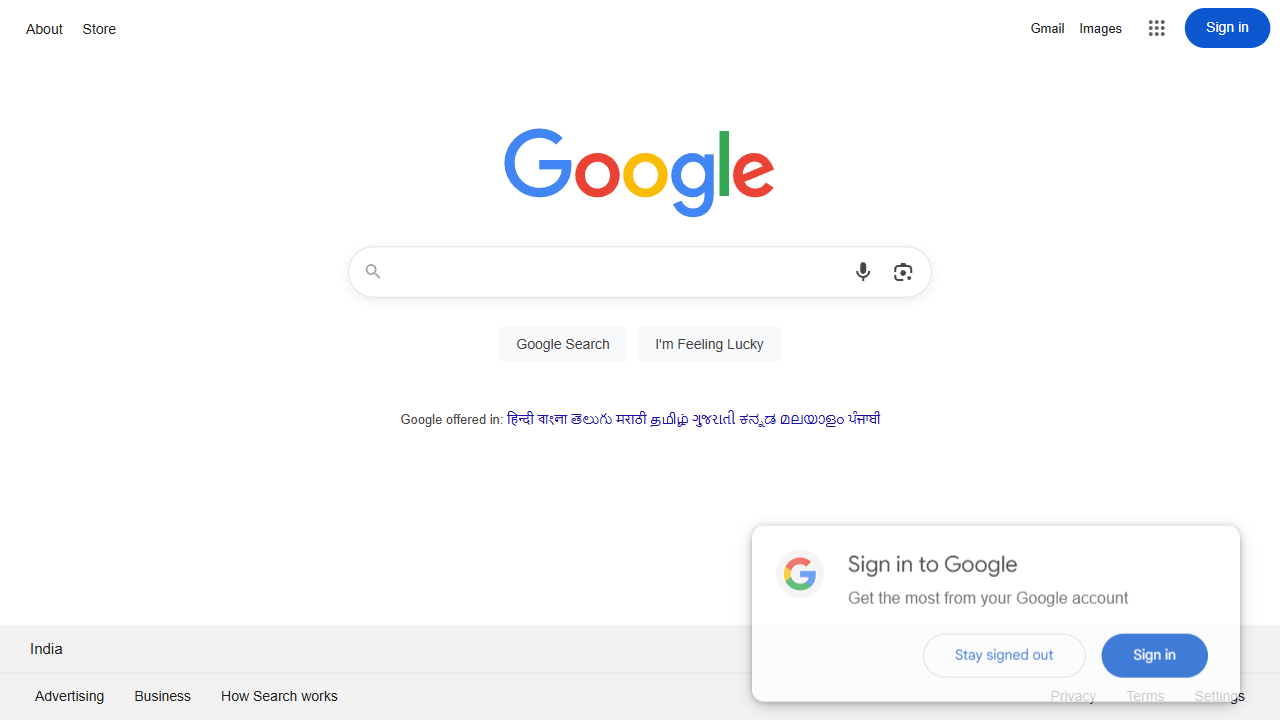 About Store Gmail Images Sign in
Google
Google Search I'm Feeling Lucky
Google offered in: हिन्दी বাংলা తెలుగు मराठी தமிழ் ગુજરાતી ಕನ್ನಡ മലയാളം ਪੰਜਾਬੀ
Sign in to Google
Get the most from your Google account
Stay signed out Sign in
India
Advertising Business How Search works Privacy Terms Settings